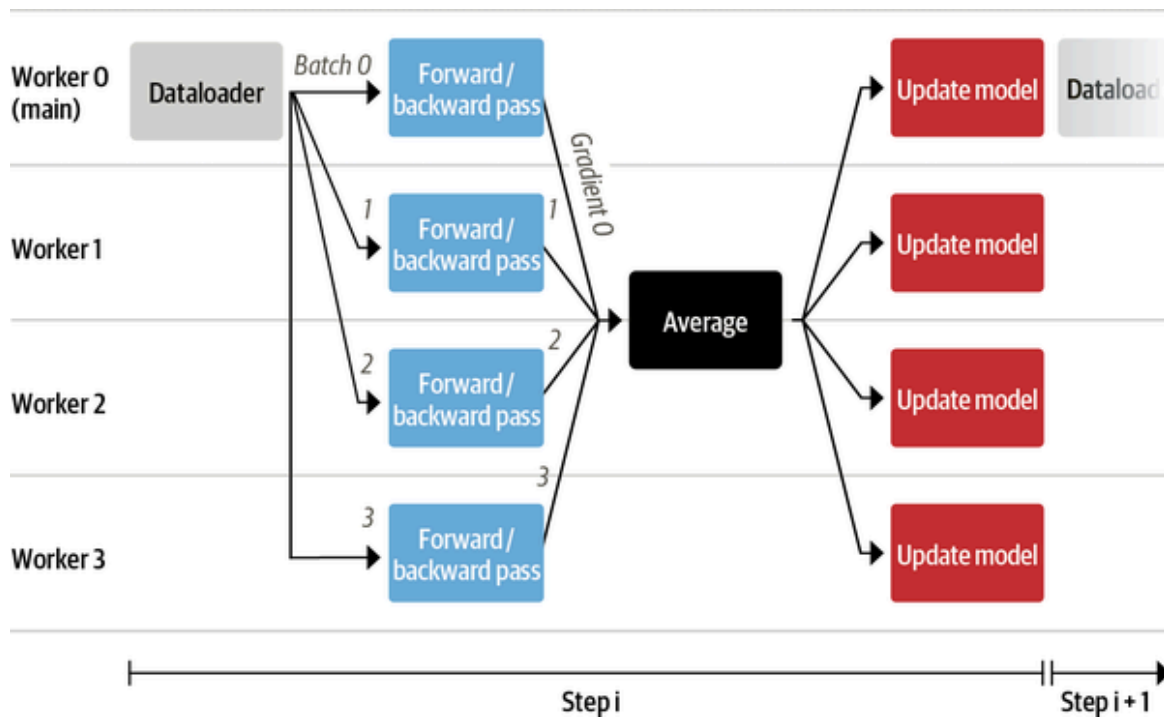 Worker 0
(main)
Dataloader
Batch 0
Forward/
backward pass
Gradient 0
Update model
Dataload
Worker 1
1
Forward/
backward pass
1
Update model
Average
Worker 2
2
Forward/
backward pass
2
Update model
Worker 3
3
Forward/
backward pass
3
Update model
Step i
Step i + 1